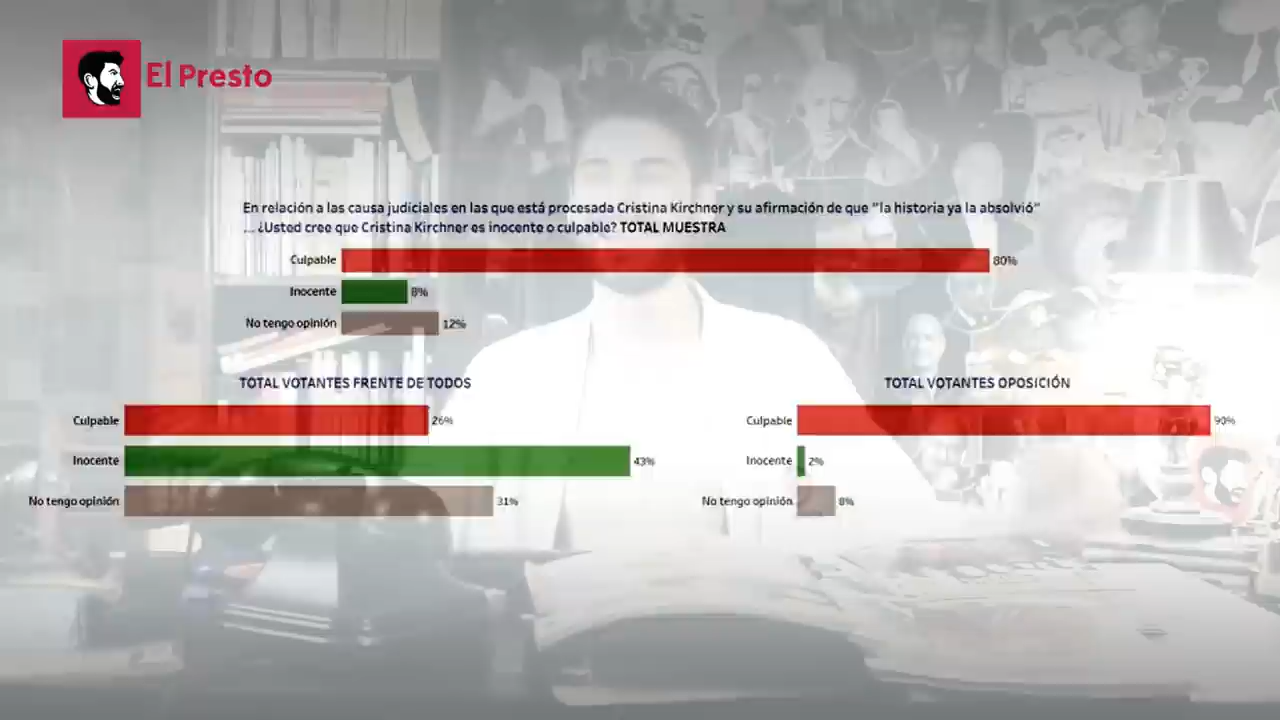 El Presto
En relación a las causa judiciales en las que está procesada Cristina Kirchner y su afirmación de que "la historia ya la absolvió"
... ¿Usted cree que Cristina Kirchner es inocente o culpable? TOTAL MUESTRA
Culpable 80%
Inocente 8%
No tengo opinión 12%
TOTAL VOTANTES FRENTE DE TODOS
Culpable 26%
Inocente 43%
No tengo opinión 31%
TOTAL VOTANTES OPOSICIÓN
Culpable 90%
Inocente 2%
No tengo opinión 8%